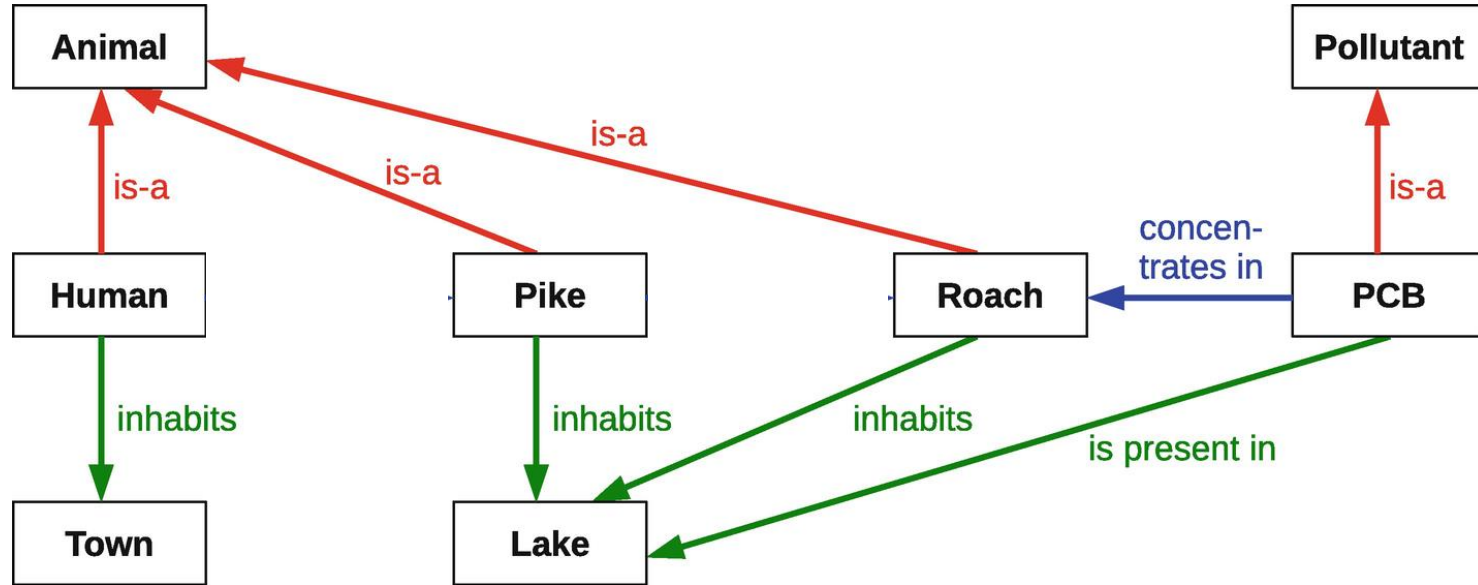 Animal
Pollutant
is-a
is-a
is-a
is-a
concen-
trates in
Human
Pike
Roach
PCB
inhabits
inhabits
inhabits
is present in
Town
Lake